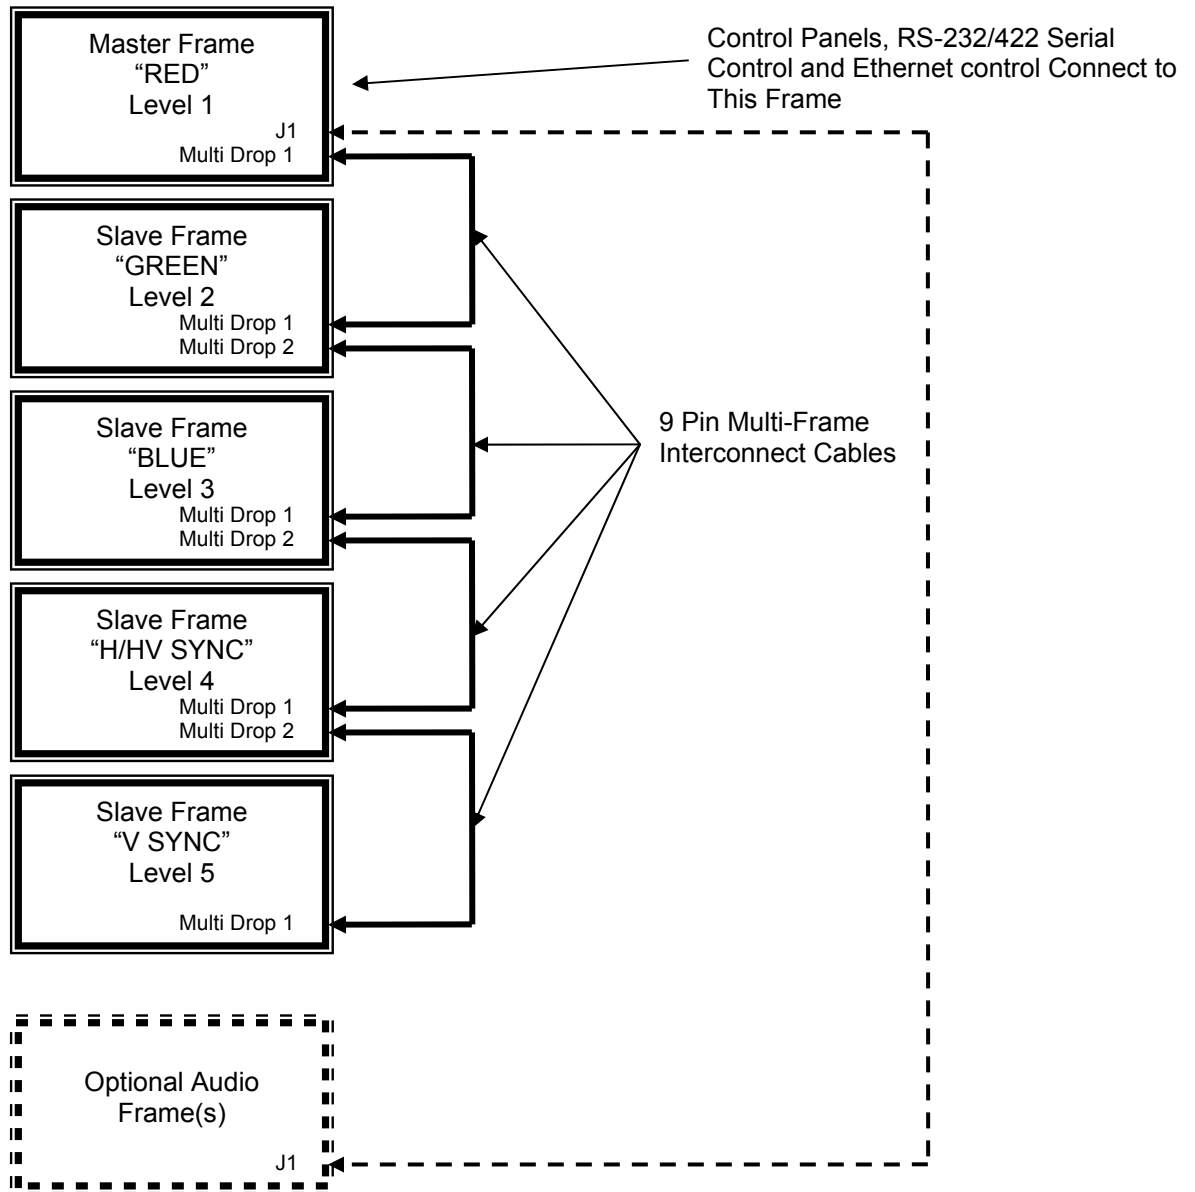 Master Frame
“RED”
Level 1
J1
Multi Drop 1
Control Panels, RS-232/422 Serial
Control and Ethernet control Connect to
This Frame
Slave Frame
“GREEN”
Level 2
Multi Drop 1
Multi Drop 2
Slave Frame
“BLUE”
Level 3
Multi Drop 1
Multi Drop 2
9 Pin Multi-Frame
Interconnect Cables
Slave Frame
“H/HV SYNC”
Level 4
Multi Drop 1
Multi Drop 2
Slave Frame
“V SYNC”
Level 5
Multi Drop 1
Optional Audio
Frame(s)
J1